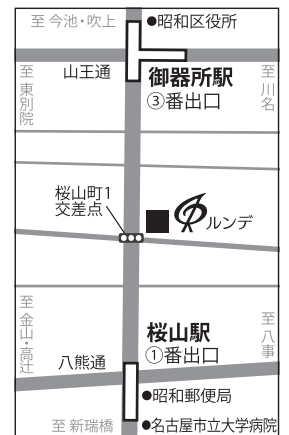 至 今池・吹上
●昭和区役所
山王通
至 東別院
御器所駅
③番出口
至 川名
桜山町1
交差点
ルンデ
至 金山・高辻
桜山駅
①番出口
至 八事
八熊通
●昭和郵便局
至 新瑞橋
●名古屋市立大学病院